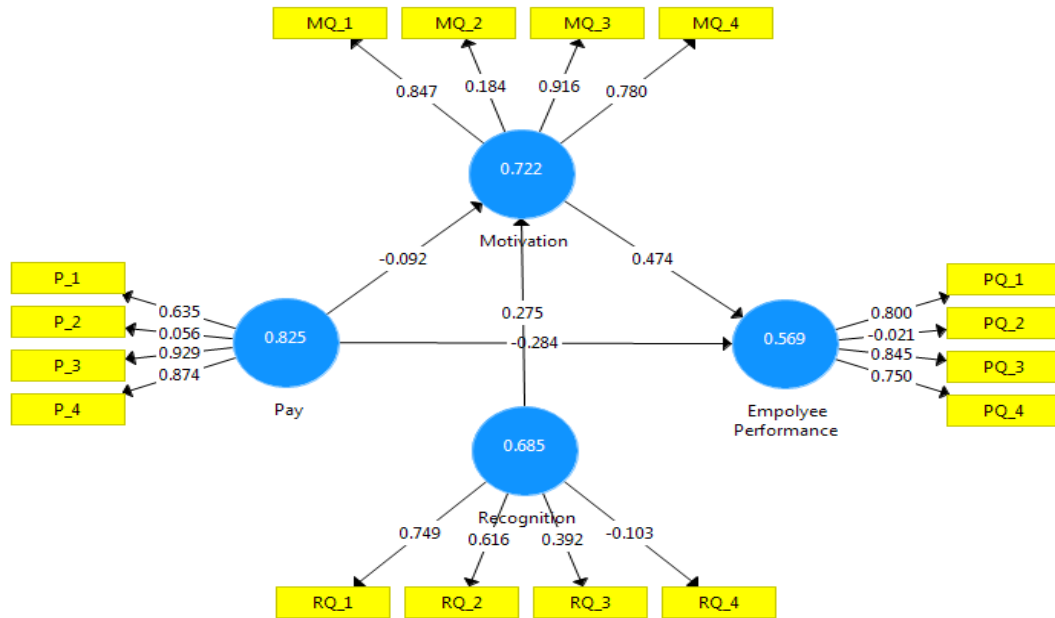 MQ_1 MQ_2 MQ_3 MQ_4
0.847 0.184 0.916 0.780
0.722
Motivation
-0.092 0.474
P_1
P_2
P_3
P_4
0.635
0.056
0.929
0.874
0.825
Pay
0.275
-0.284
0.569
Empolyee
Performance
0.800
-0.021
0.845
0.750
PQ_1
PQ_2
PQ_3
PQ_4
0.685
Recognition
0.749 0.616 0.392 -0.103
RQ_1 RQ_2 RQ_3 RQ_4